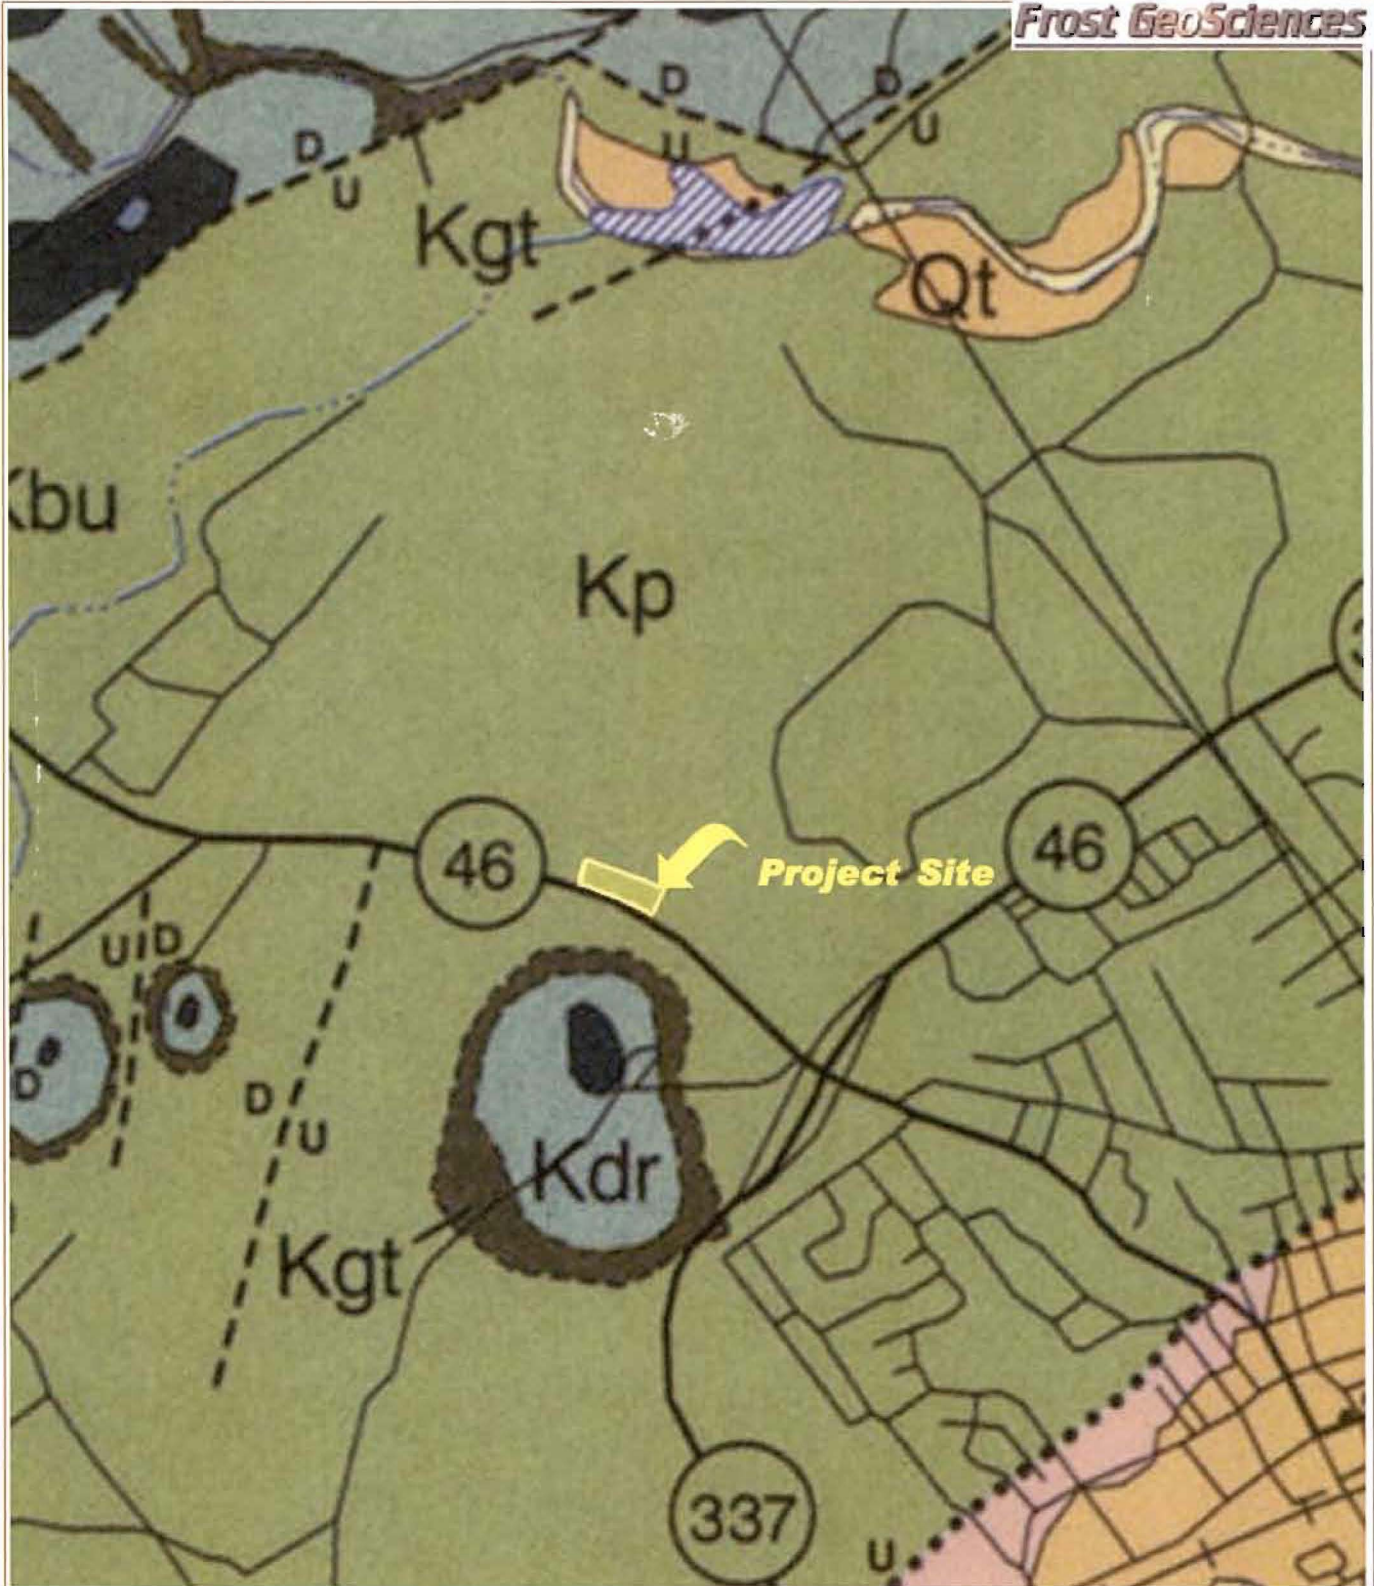 Frost GeoSciences
D
D
U
U
D
U
Kgt
Qt
Kbu
Kp
46
46
Project Site
U D
D
D
U
Kdr
Kgt
337
U